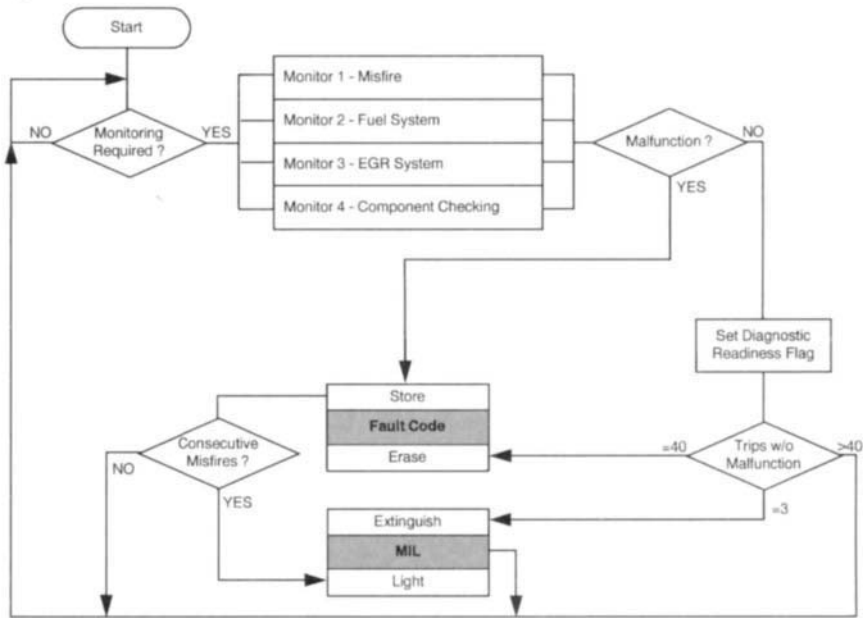 Start
Monitoring
Required ?
NO
YES
Monitor 1 - Misfire
Monitor 2 - Fuel System
Monitor 3 - EGR System
Monitor 4 - Component Checking
Malfunction ?
NO
YES
Set Diagnostic
Readiness Flag
Store
Fault Code
Erase
Consecutive
Misfires ?
NO
YES
=40
Trips w/o
Malfunction
>40
=3
Extinguish
MIL
Light